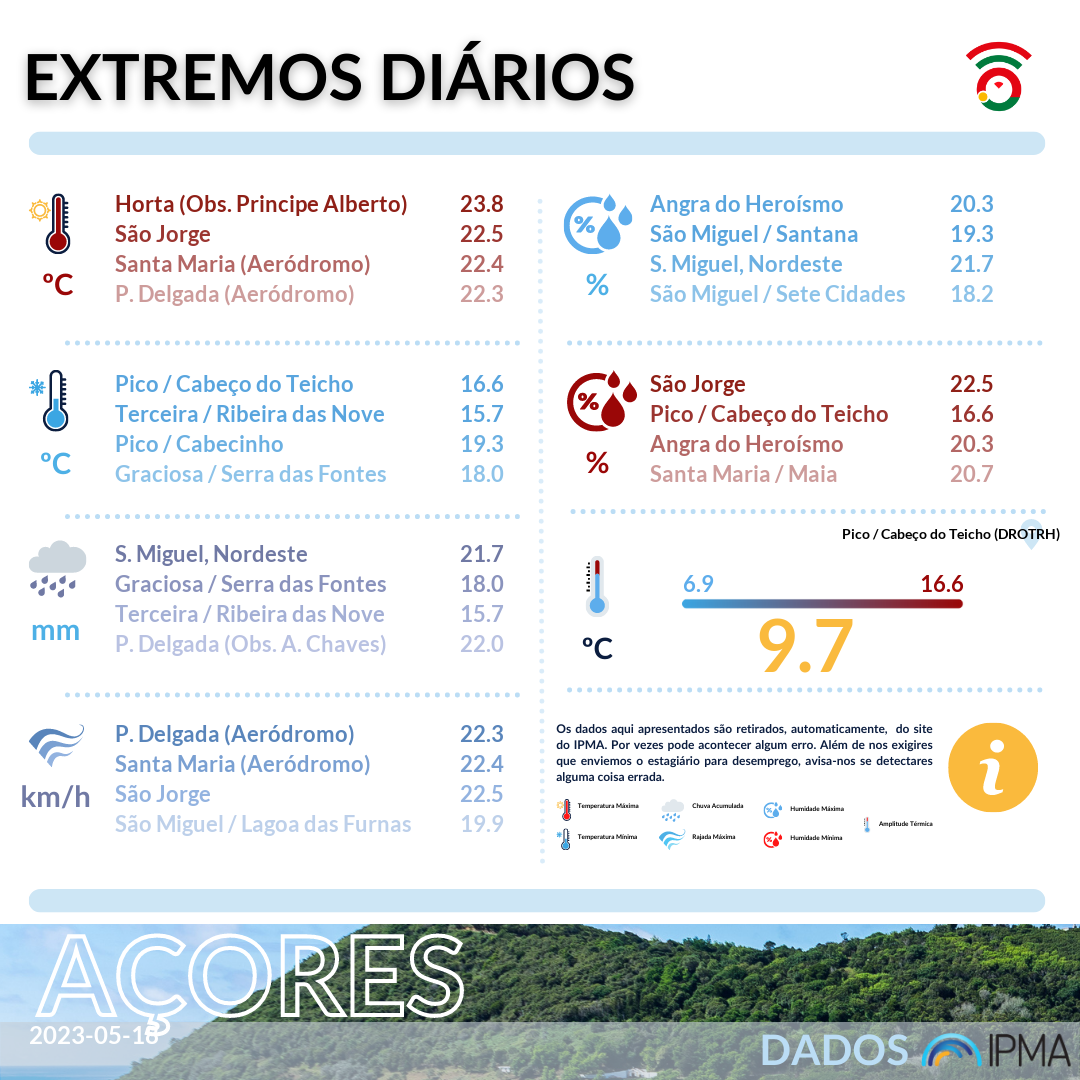 EXTREMOS DIÁRIOS
Horta (Obs. Principe Alberto) 23.8
São Jorge 22.5
Santa Maria (Aeródromo) 22.4
P. Delgada (Aeródromo) 22.3
ºC
Pico / Cabeço do Teicho 16.6
Terceira / Ribeira das Nove 15.7
Pico / Cabecinho 19.3
Graciosa / Serra das Fontes 18.0
ºC
S. Miguel, Nordeste 21.7
Graciosa / Serra das Fontes 18.0
Terceira / Ribeira das Nove 15.7
P. Delgada (Obs. A. Chaves) 22.0
mm
P. Delgada (Aeródromo) 22.3
Santa Maria (Aeródromo) 22.4
São Jorge 22.5
São Miguel / Lagoa das Furnas 19.9
km/h
%
Angra do Heroísmo 20.3
São Miguel / Santana 19.3
S. Miguel, Nordeste 21.7
São Miguel / Sete Cidades 18.2
%
%
São Jorge 22.5
Pico / Cabeço do Teicho 16.6
Angra do Heroísmo 20.3
Santa Maria / Maia 20.7
%
Pico / Cabeço do Teicho (DROTRH)
6.9 16.6
9.7
ºC
Os dados aqui apresentados são retirados, automaticamente, do site
do IPMA. Por vezes pode acontecer algum erro. Além de nos exigires
que enviemos o estagiário para desemprego, avisa-nos se detectares
alguma coisa errada.
i
Temperatura Máxima
Chuva Acumulada
% Humidade Máxima
Amplitude Térmica
Temperatura Mínima
Rajada Máxima
% Humidade Mínima
AÇORES
2023-05-18
DADOS IPMA